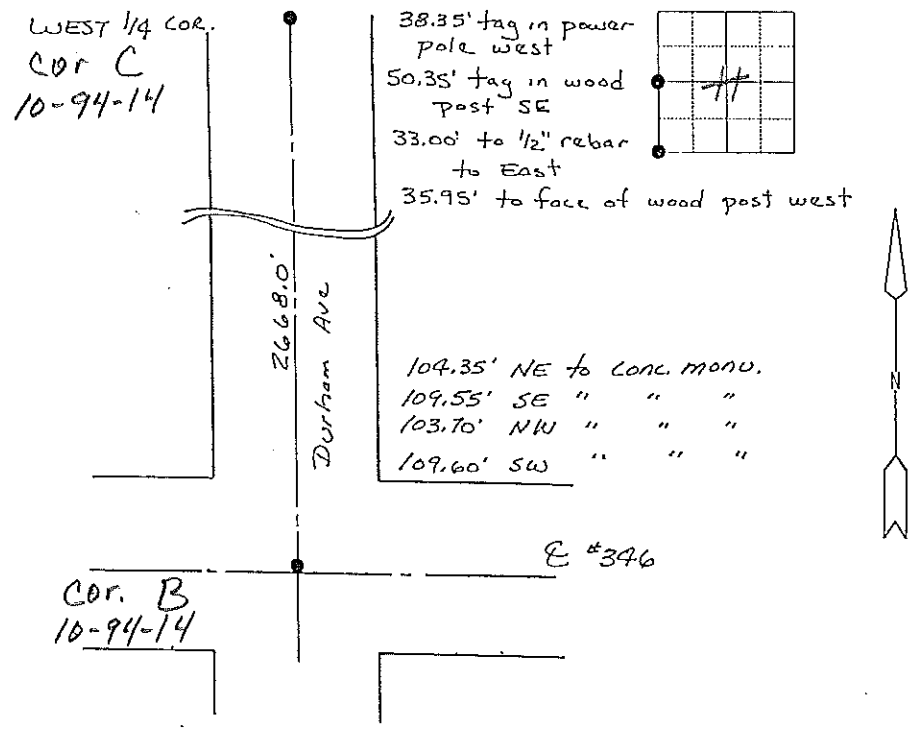 WEST 1/4 COR.
Cor C
10-94-14
38.35' tag in power
pole west
50.35' tag in wood
post SE
33.00' to 1/2" rebar
to East
35.95' to face of wood post west
2668.0'
Durham Ave
N
104.35' NE to conc. monu.
109.55' SE " " "
103.70' NW " " "
109.60' SW " " "
℄ #346
Cor. B
10-94-14